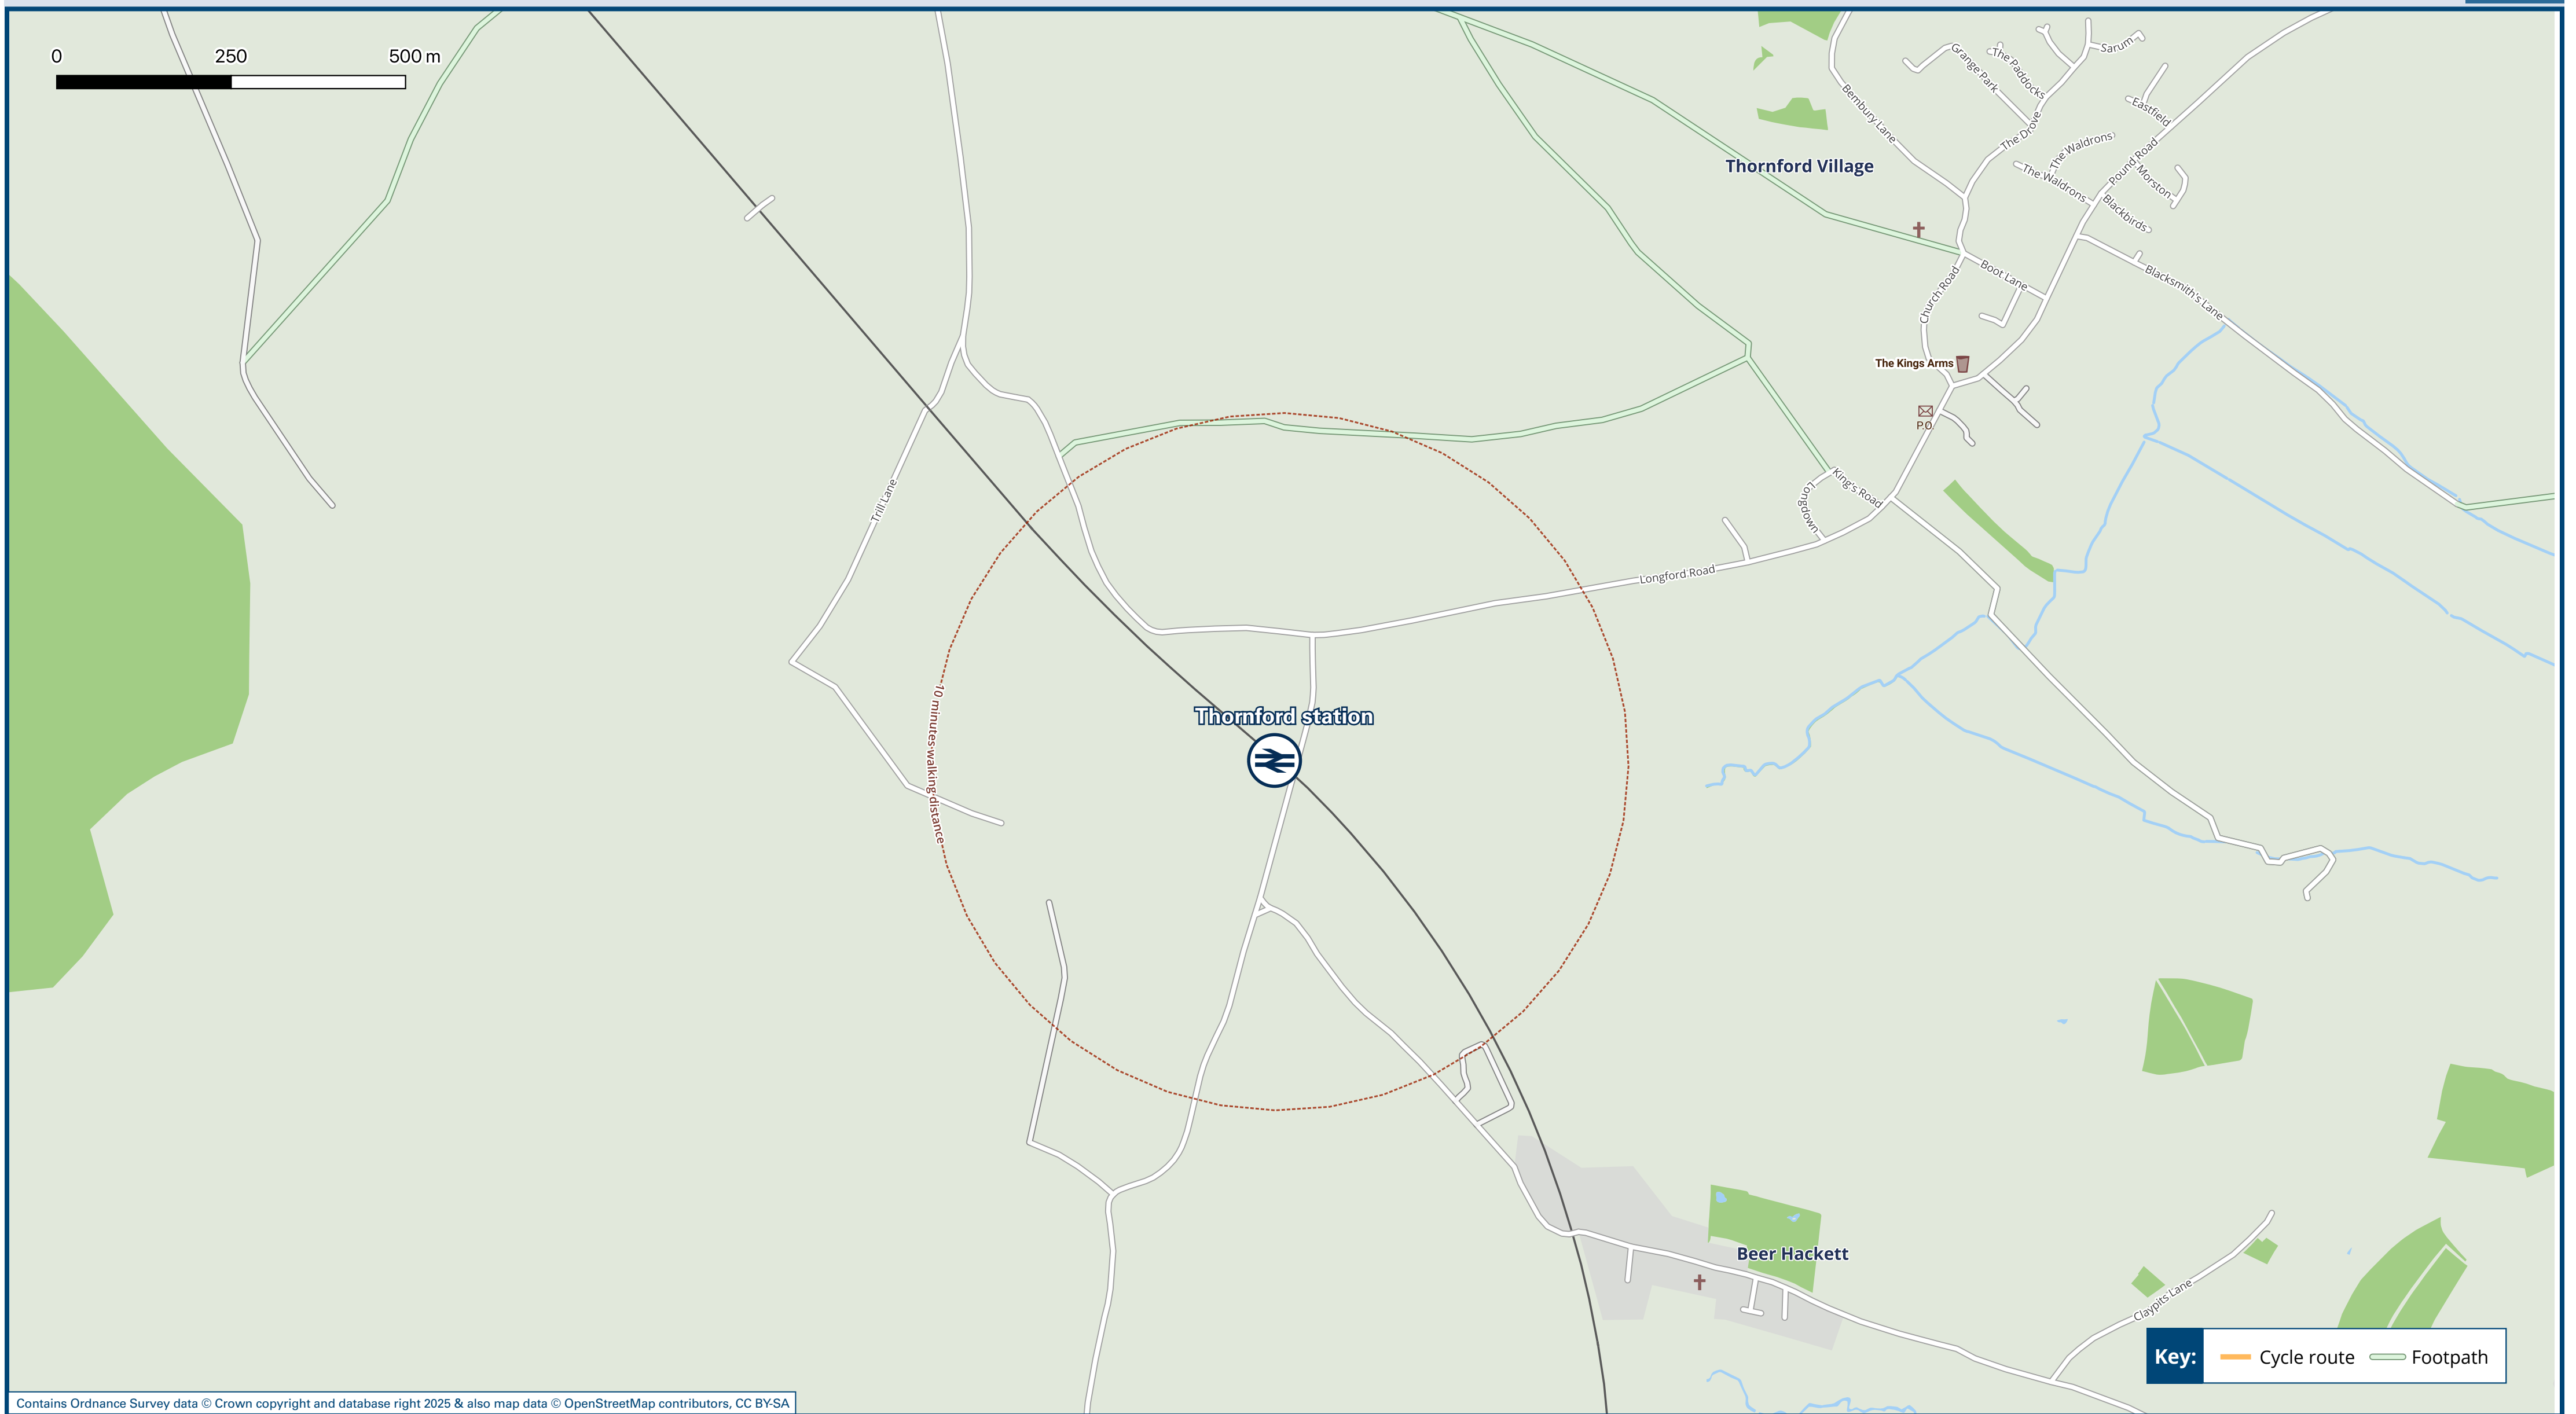 0 250 500 m
Sarum
Grange Park
The Paddocks
Bembury Lane
Eastfield
The Drove
The Waldrons
Pound Road
Thornford Village
The Waldrons
Morston
Blackbirds
Boot Lane
Blacksmith's Lane
Church Road
The Kings Arms
P.O.
King's Road
Longdown
Trill Lane
Longford Road
10 minutes walking distance
Thornford station
Beer Hackett
Claypits Lane
Key: Cycle route Footpath
Contains Ordnance Survey data © Crown copyright and database right 2025 & also map data © OpenStreetMap contributors, CC BY-SA